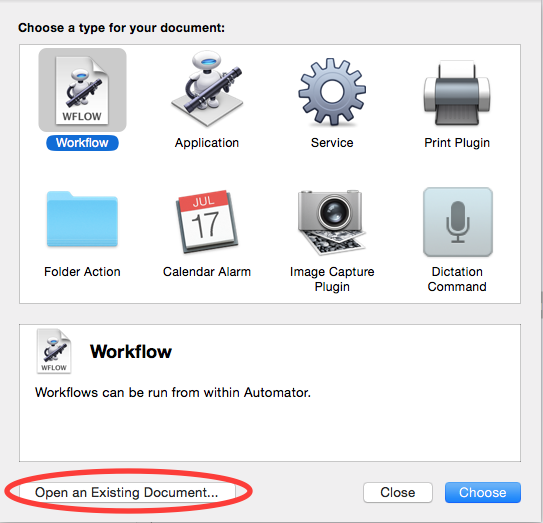 Choose a type for your document:
WFLOW
Workflow
Application
Service
Print Plugin
JUL
17
Folder Action
Calendar Alarm
Image Capture
Plugin
Dictation
Command
WFLOW
Workflow
Workflows can be run from within Automator.
Open an Existing Document...
Close
Choose